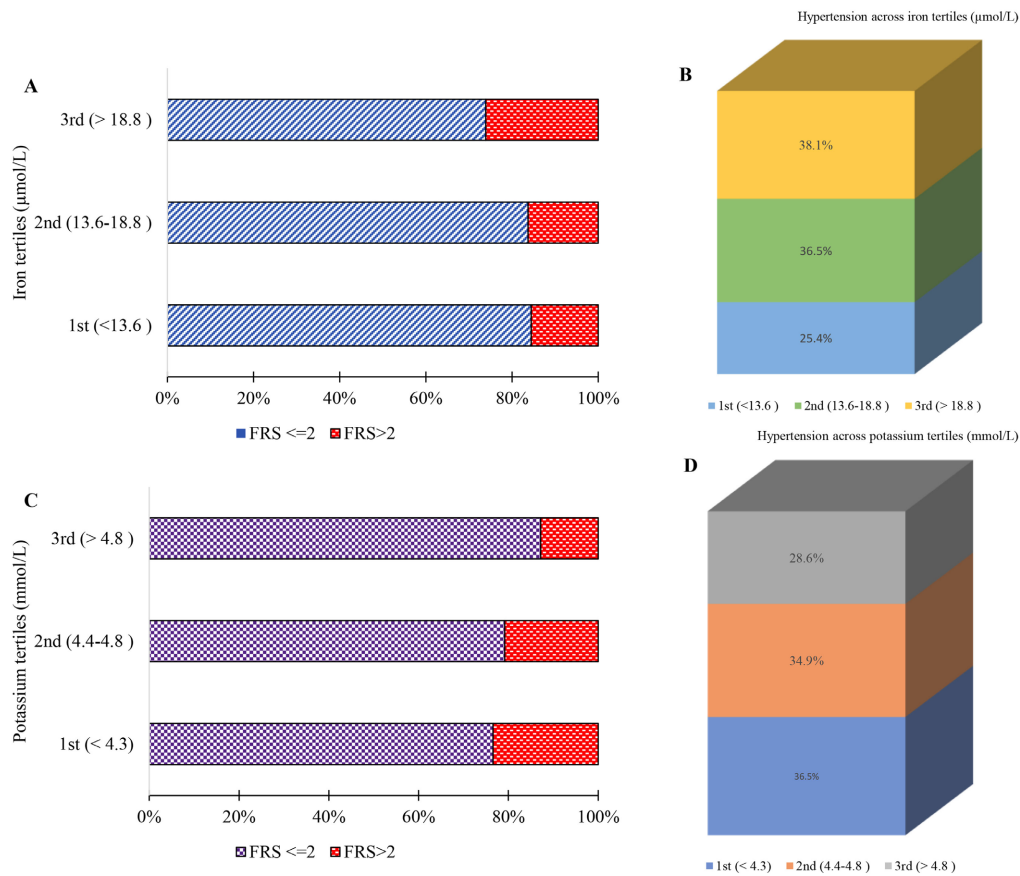 A
Iron tertiles (µmol/L)
3rd (> 18.8 )
2nd (13.6-18.8 )
1st (<13.6 )
0% 20% 40% 60% 80% 100%
FRS <=2 FRS>2
Hypertension across iron tertiles (µmol/L)
B
38.1%
36.5%
25.4%
1st (<13.6 ) 2nd (13.6-18.8 ) 3rd (> 18.8 )
C
Potassium tertiles (mmol/L)
3rd (> 4.8 )
2nd (4.4-4.8 )
1st (< 4.3)
0% 20% 40% 60% 80% 100%
FRS <=2 FRS>2
Hypertension across potassium tertiles (mmol/L)
D
28.6%
34.9%
36.5%
1st (< 4.3) 2nd (4.4-4.8 ) 3rd (> 4.8 )